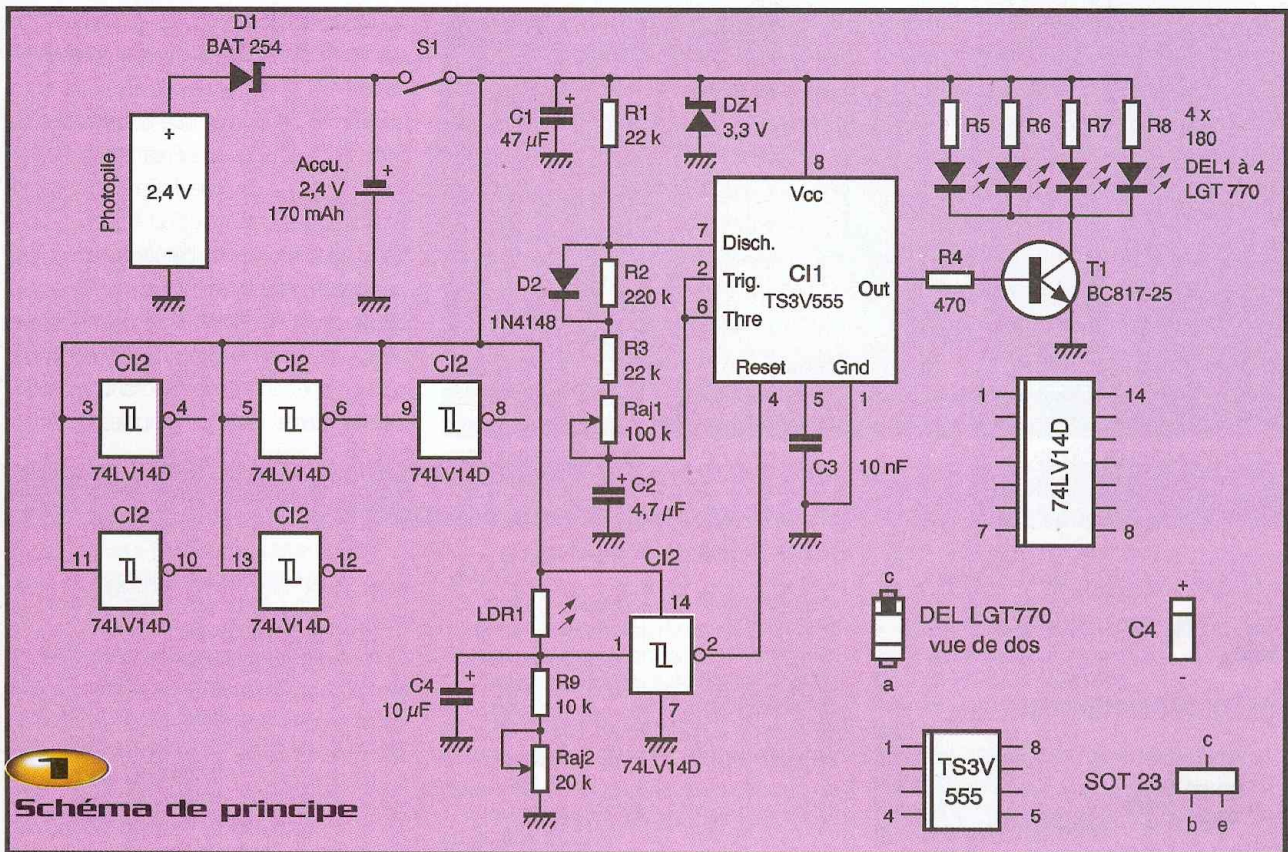 D1
BAT 254
S1
Photopile
+
2,4 V
-
Accu.
2,4 V
170 mAh
+
C1
47 µF
+
R1
22 k
DZ1
3,3 V
R5
R6
R7
R8
4 x
180
DEL1 à 4
LGT 770
8
Vcc
7
Disch.
2
Trig.
6
Thre
CI1
TS3V555
Out
Reset
Gnd
4
5
1
D2
1N4148
R2
220 k
R3
22 k
Raj1
100 k
+
C2
4,7 µF
C3
10 nF
R4
470
T1
BC817-25
CI2
3
4
74LV14D
CI2
5
6
74LV14D
CI2
9
8
74LV14D
CI2
11
10
74LV14D
CI2
13
12
74LV14D
CI2
14
1
2
7
74LV14D
LDR1
C4
10 µF
+
R9
10 k
Raj2
20 k
1
14
74LV14D
7
8
c
DEL LGT770
vue de dos
a
+
C4
-
1
8
TS3V
555
4
5
c
SOT 23
b
e
1
Schéma de principe